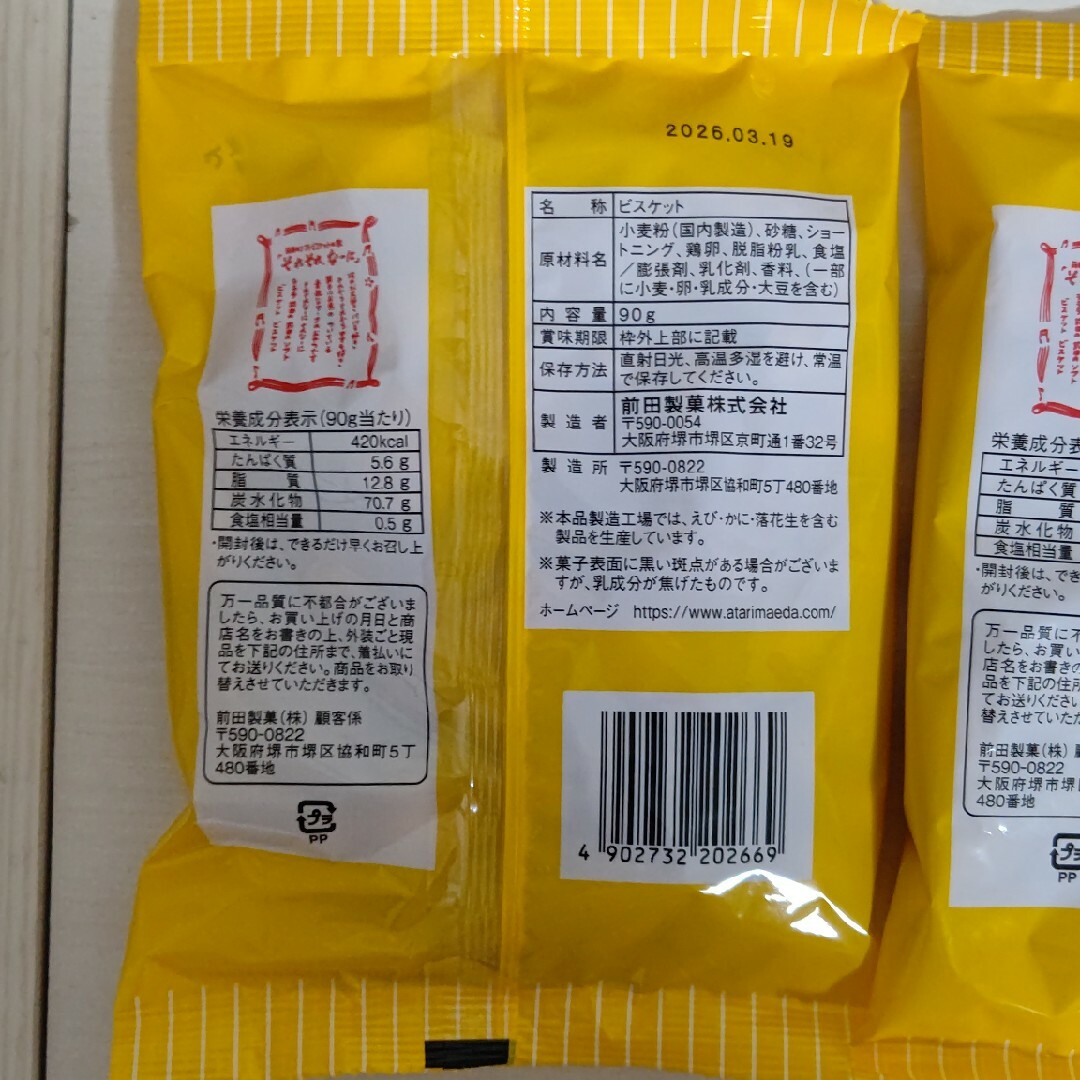 2026.03.19
名称 ビスケット
原材料名 小麦粉(国内製造)、砂糖、ショー
トニング、鶏卵、脱脂粉乳、食塩
/膨張剤、乳化剤、香料、(一部
に小麦・卵・乳成分・大豆を含む)
内容量 90g
賞味期限 枠外上部に記載
保存方法 直射日光、高温多湿を避け、常温
で保存してください。
製造者 前田製菓株式会社
〒590-0054
大阪府堺市堺区京町通1番32号
製造所 〒590-0822
大阪府堺市堺区協和町5丁480番地
※本品製造工場では、えび・かに・落花生を含む
製品を生産しています。
※菓子表面に黒い斑点がある場合がございま
すが、乳成分が焦げたものです。
ホームページ https://www.atarimaeda.com/
4 902732 202669
栄養成分表示(90g当たり)
エネルギー 420kcal
たんぱく質 5.6g
脂質 12.8g
炭水化物 70.7g
食塩相当量 0.5g
・開封後は、できるだけ早くお召し上
がりください。
万一品質に不都合がございま
したら、お買い上げの月日と商
店名をお書きの上、外装ごと現
品を下記の住所まで、着払いに
てお送りください。商品をお取り
替えさせていただきます。
前田製菓(株) 顧客係
〒590-0822
大阪府堺市堺区協和町5丁
480番地
プラ
PP
栄養成分表
エネルギー
たんぱく質
脂質
炭水化物
食塩相当量
・開封後は、でき
がりください。
万一品質に不
したら、お買い
店名をお書きの
品を下記の住所
てお送りください
替えさせていただ
前田製菓(株)
〒590-0822
大阪府堺市堺
480番地
プラ
PP